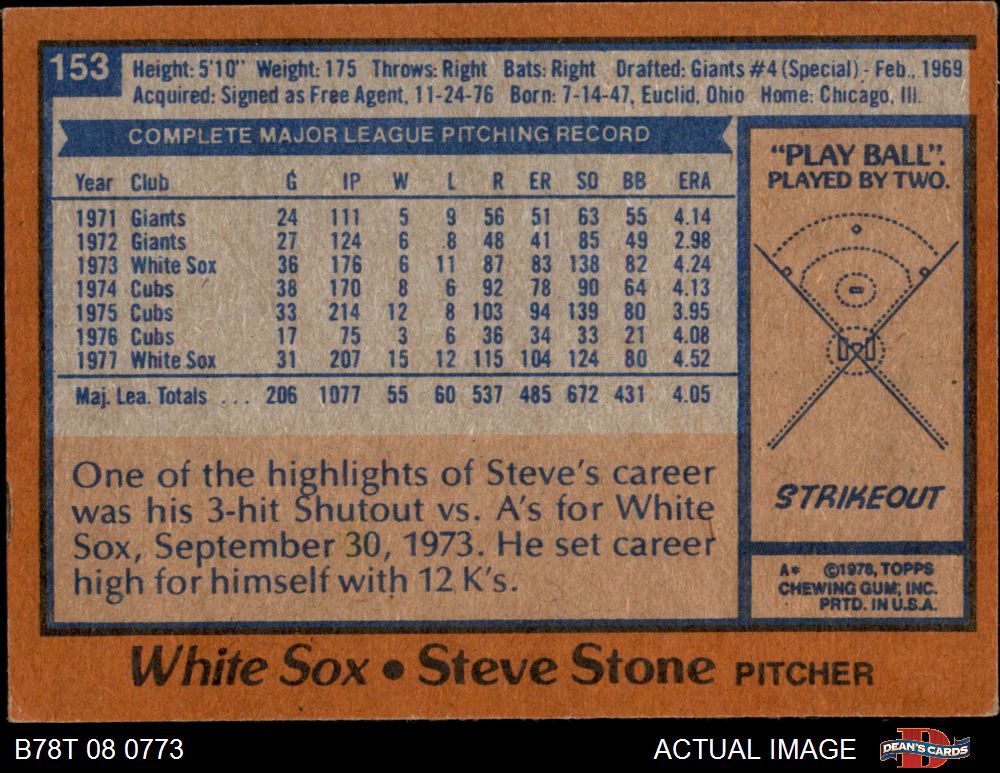 153
Height: 5'10" Weight: 175 Throws: Right Bats: Right Drafted: Giants #4 (Special) - Feb., 1969
Acquired: Signed as Free Agent, 11-24-76 Born: 7-14-47, Euclid, Ohio Home: Chicago, Ill.
COMPLETE MAJOR LEAGUE PITCHING RECORD
Year Club G IP W L R ER SO BB ERA
1971 Giants 24 111 5 9 56 51 63 55 4.14
1972 Giants 27 124 6 8 48 41 85 49 2.98
1973 White Sox 36 176 6 11 87 83 138 82 4.24
1974 Cubs 38 170 8 6 92 78 90 64 4.13
1975 Cubs 33 214 12 8 103 94 139 80 3.95
1976 Cubs 17 75 3 6 36 34 33 21 4.08
1977 White Sox 31 207 15 12 115 104 124 80 4.52
Maj. Lea. Totals ... 206 1077 55 60 537 485 672 431 4.05
One of the highlights of Steve's career
was his 3-hit Shutout vs. A's for White
Sox, September 30, 1973. He set career
high for himself with 12 K's.
"PLAY BALL".
PLAYED BY TWO.
STRIKEOUT
A* ©1978, TOPPS
CHEWING GUM, INC.
PRTD. IN U.S.A.
White Sox • Steve Stone PITCHER
B78T 08 0773
ACTUAL IMAGE
DEAN'S CARDS